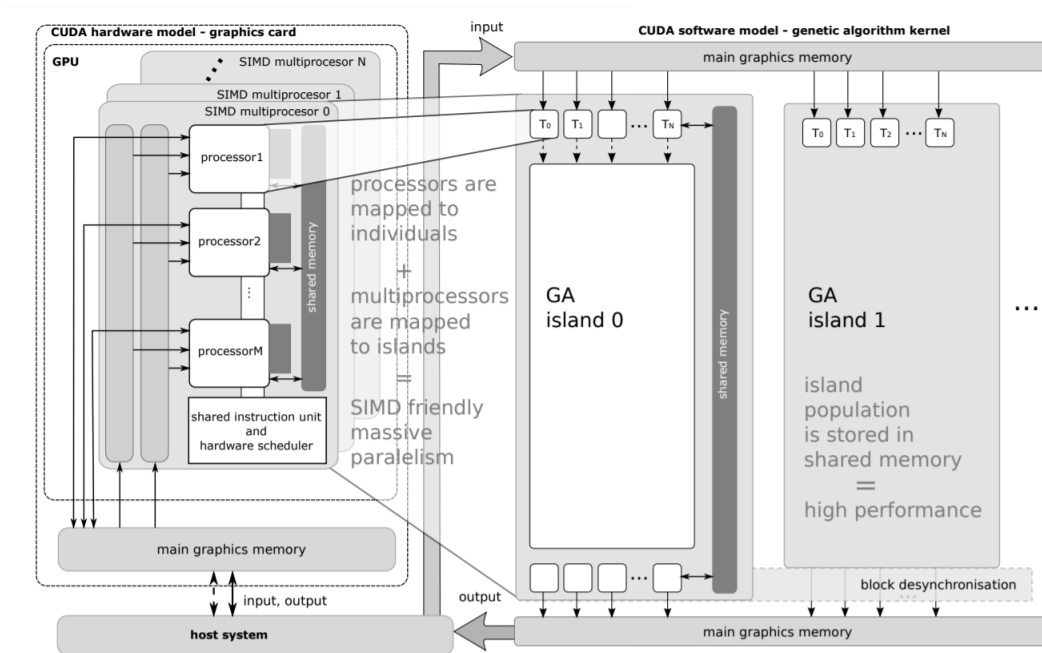 CUDA hardware model - graphics card
GPU
SIMD multiprocesor N
SIMD multiprocesor 1
SIMD multiprocesor 0
processor1
processor2
...
processorM
shared memory
shared instruction unit
and
hardware scheduler
main graphics memory
input, output
host system
processors are
mapped to
individuals
+
multiprocessors
are mapped
to islands
=
SIMD friendly
massive
paralelism
input
output
CUDA software model - genetic algorithm kernel
main graphics memory
T0 T1 ... TN
GA
island 0
shared memory
...
T0 T1 T2 ... TN
GA
island 1
...
island
population
is stored in
shared memory
=
high performance
block desynchronisation
...
main graphics memory